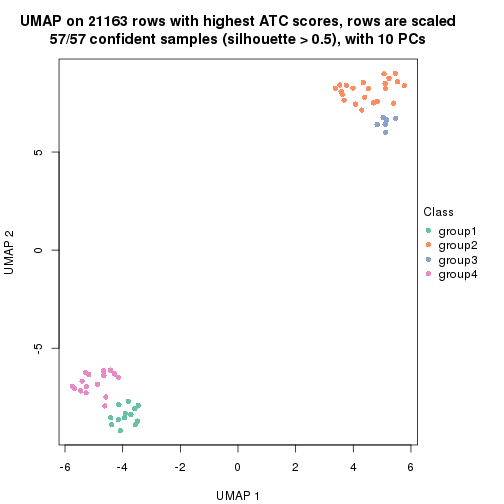 UMAP on 21163 rows with highest ATC scores, rows are scaled
57/57 confident samples (silhouette > 0.5), with 10 PCs
5
0
-5
UMAP 2
-6
-4
-2
0
2
4
6
UMAP 1
Class
group1
group2
group3
group4